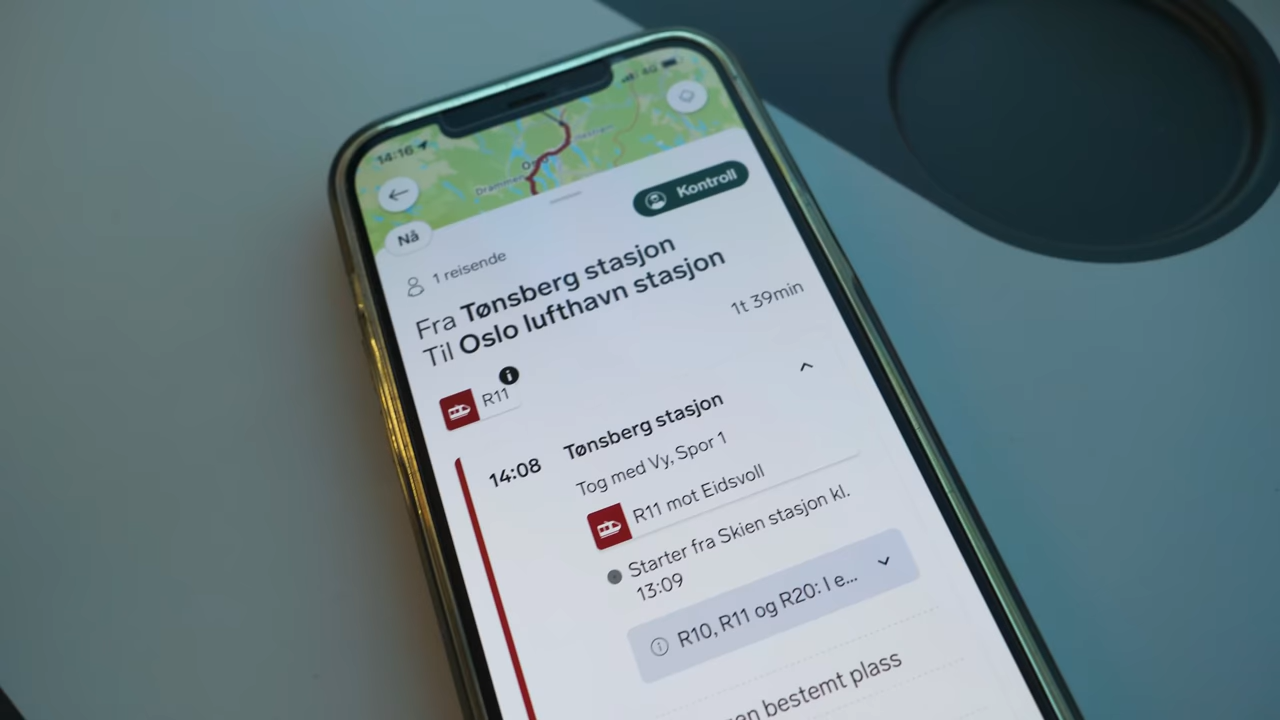 14:16
4G
Drammen
Nå
Kontroll
1 reisende
Fra Tønsberg stasjon
Til Oslo lufthavn stasjon
1t 39min
R11
14:08
Tønsberg stasjon
Tog med Vy, Spor 1
R11 mot Eidsvoll
Starter fra Skien stasjon kl.
13:09
R10, R11 og R20: I e...
bestemt plass